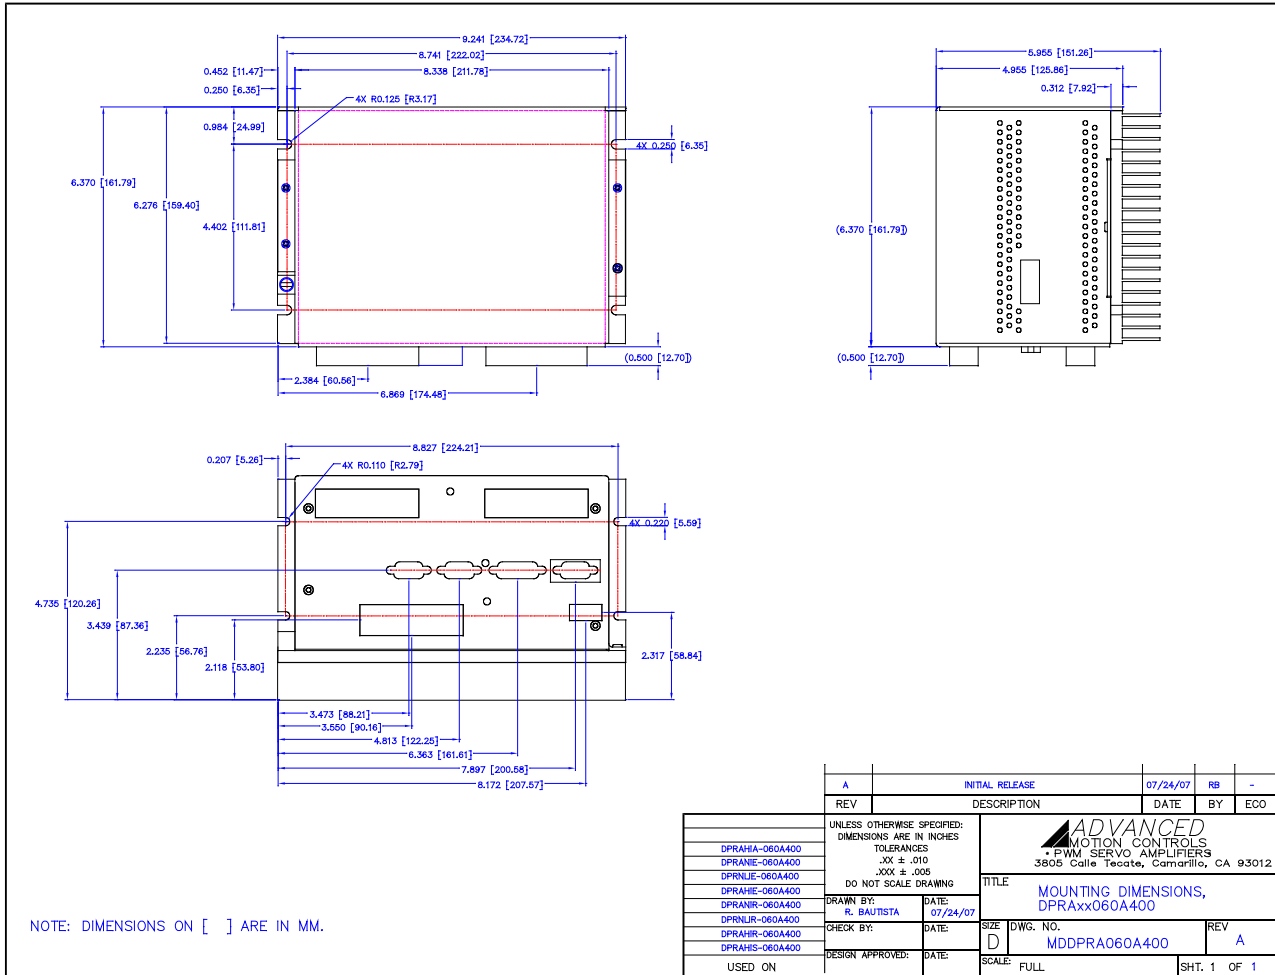 9.241 [234.72]
8.741 [222.02]
0.452 [11.47]
8.338 [211.78]
0.250 [6.35]
4X R0.125 [R3.17]
0.984 [24.99]
4X 0.250 [6.35]
6.370 [161.79]
6.276 [159.40]
4.402 [111.81]
(0.500 [12.70])
2.384 [60.56]
6.869 [174.48]
5.955 [151.26]
4.955 [125.86]
0.312 [7.92]
(6.370 [161.79])
(0.500 [12.70])
8.827 [224.21]
0.207 [5.26]
4X R0.110 [R2.79]
4X 0.220 [5.59]
4.735 [120.26]
3.439 [87.36]
2.235 [56.76]
2.118 [53.80]
2.317 [58.84]
3.473 [88.21]
3.550 [90.16]
4.813 [122.25]
6.363 [161.61]
7.897 [200.58]
8.172 [207.57]
NOTE: DIMENSIONS ON [ ] ARE IN MM.
A INITIAL RELEASE 07/24/07 RB -
REV DESCRIPTION DATE BY ECO
DPRAHIA-060A400
DPRANIE-060A400
DPRNLIE-060A400
DPRAHIE-060A400
DPRANIR-060A400
DPRNLIR-060A400
DPRAHIR-060A400
DPRAHIS-060A400
USED ON
UNLESS OTHERWISE SPECIFIED:
DIMENSIONS ARE IN INCHES
TOLERANCES
.XX ± .010
.XXX ± .005
DO NOT SCALE DRAWING
DRAWN BY: DATE:
R. BAUTISTA 07/24/07
CHECK BY: DATE:
DESIGN APPROVED: DATE:
ADVANCED
MOTION CONTROLS
• PWM SERVO AMPLIFIERS
3805 Calle Tecate, Camarillo, CA 93012
TITLE
MOUNTING DIMENSIONS,
DPRAxx060A400
SIZE DWG. NO. REV
D MDDPRA060A400 A
SCALE: FULL SHT. 1 OF 1